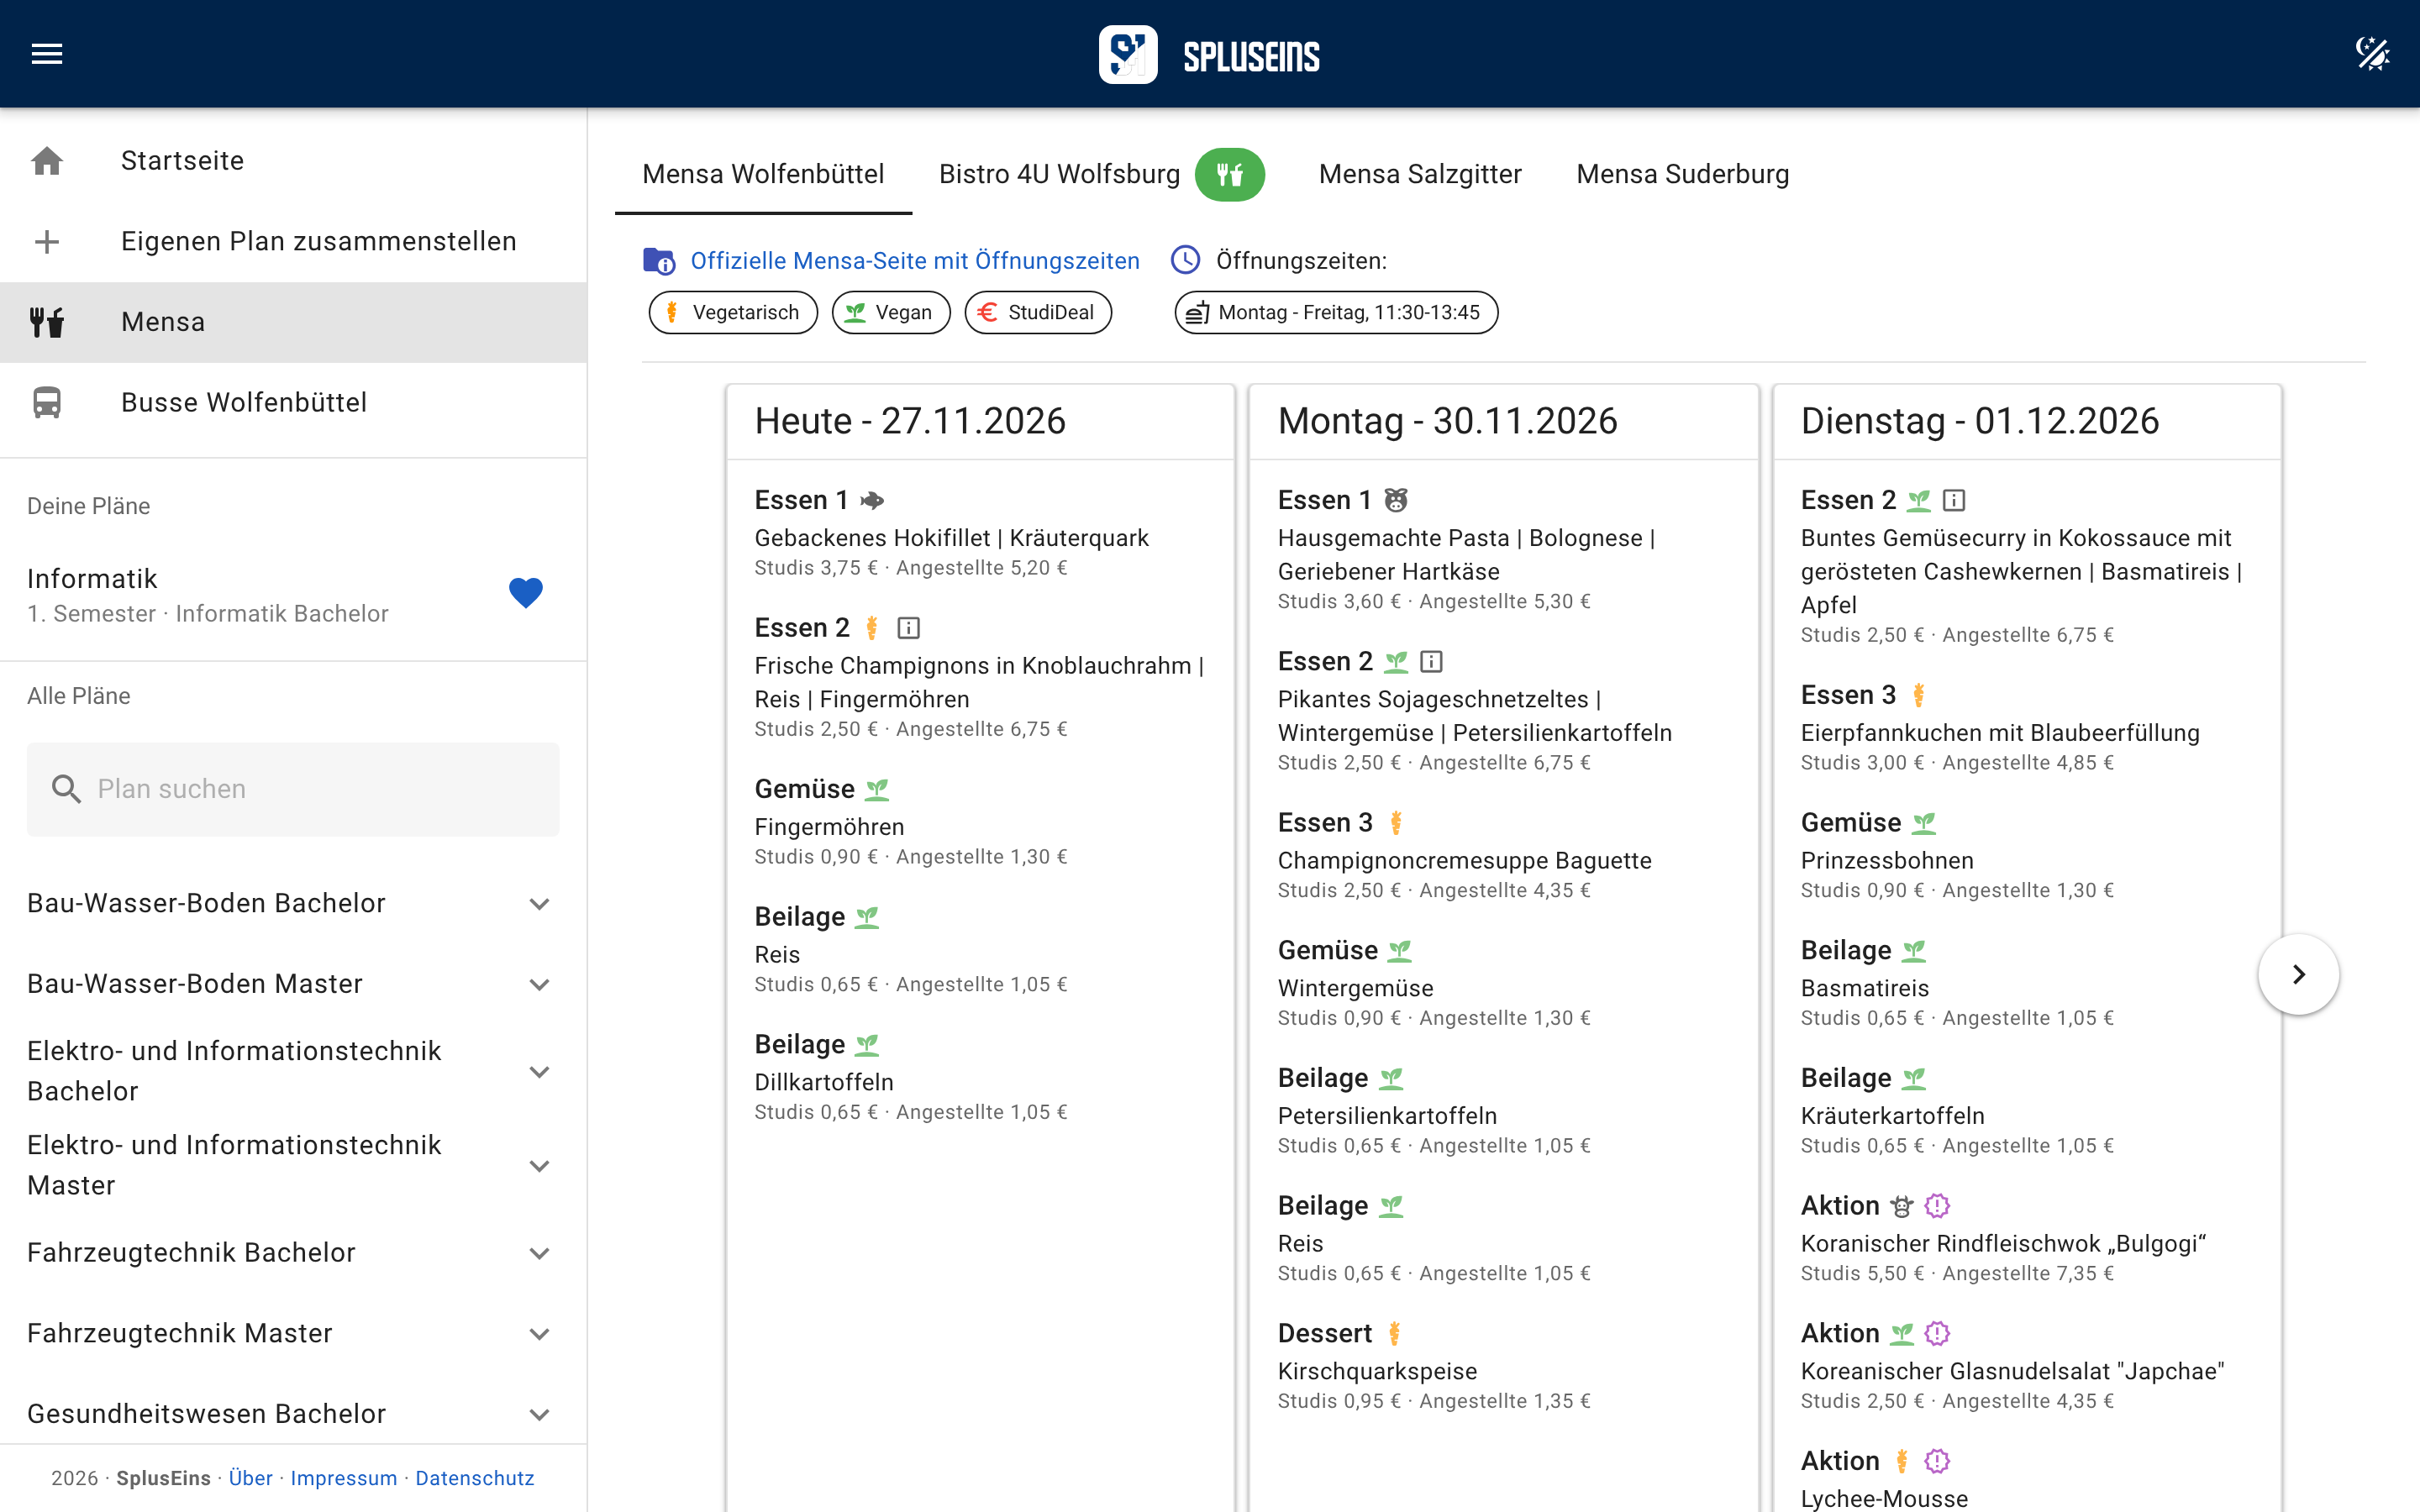 SPLUSEINS
Startseite
Eigenen Plan zusammenstellen
Mensa
Busse Wolfenbüttel
Deine Pläne
Informatik
1. Semester · Informatik Bachelor
Alle Pläne
Plan suchen
Bau-Wasser-Boden Bachelor
Bau-Wasser-Boden Master
Elektro- und Informationstechnik
Bachelor
Elektro- und Informationstechnik
Master
Fahrzeugtechnik Bachelor
Fahrzeugtechnik Master
Gesundheitswesen Bachelor
2026 · SplusEins · Über · Impressum · Datenschutz
Mensa Wolfenbüttel
Bistro 4U Wolfsburg
Mensa Salzgitter
Mensa Suderburg
Offizielle Mensa-Seite mit Öffnungszeiten
Vegetarisch
Vegan
StudiDeal
Öffnungszeiten:
Montag - Freitag, 11:30-13:45
Heute - 27.11.2026
Essen 1
Gebackenes Hokifillet | Kräuterquark
Studis 3,75 € · Angestellte 5,20 €
Essen 2
Frische Champignons in Knoblauchrahm |
Reis | Fingermöhren
Studis 2,50 € · Angestellte 6,75 €
Gemüse
Fingermöhren
Studis 0,90 € · Angestellte 1,30 €
Beilage
Reis
Studis 0,65 € · Angestellte 1,05 €
Beilage
Dillkartoffeln
Studis 0,65 € · Angestellte 1,05 €
Montag - 30.11.2026
Essen 1
Hausgemachte Pasta | Bolognese |
Geriebener Hartkäse
Studis 3,60 € · Angestellte 5,30 €
Essen 2
Pikantes Sojageschnetzeltes |
Wintergemüse | Petersilienkartoffeln
Studis 2,50 € · Angestellte 6,75 €
Essen 3
Champignoncremesuppe Baguette
Studis 2,50 € · Angestellte 4,35 €
Gemüse
Wintergemüse
Studis 0,90 € · Angestellte 1,30 €
Beilage
Petersilienkartoffeln
Studis 0,65 € · Angestellte 1,05 €
Beilage
Reis
Studis 0,65 € · Angestellte 1,05 €
Dessert
Kirschquarkspeise
Studis 0,95 € · Angestellte 1,35 €
Dienstag - 01.12.2026
Essen 2
Buntes Gemüsecurry in Kokossauce mit
gerösteten Cashewkernen | Basmatireis |
Apfel
Studis 2,50 € · Angestellte 6,75 €
Essen 3
Eierpfannkuchen mit Blaubeerfüllung
Studis 3,00 € · Angestellte 4,85 €
Gemüse
Prinzessbohnen
Studis 0,90 € · Angestellte 1,30 €
Beilage
Basmatireis
Studis 0,65 € · Angestellte 1,05 €
Beilage
Kräuterkartoffeln
Studis 0,65 € · Angestellte 1,05 €
Aktion
Koranischer Rindfleischwok „Bulgogi“
Studis 5,50 € · Angestellte 7,35 €
Aktion
Koreanischer Glasnudelsalat "Japchae"
Studis 2,50 € · Angestellte 4,35 €
Aktion
Lychee-Mousse